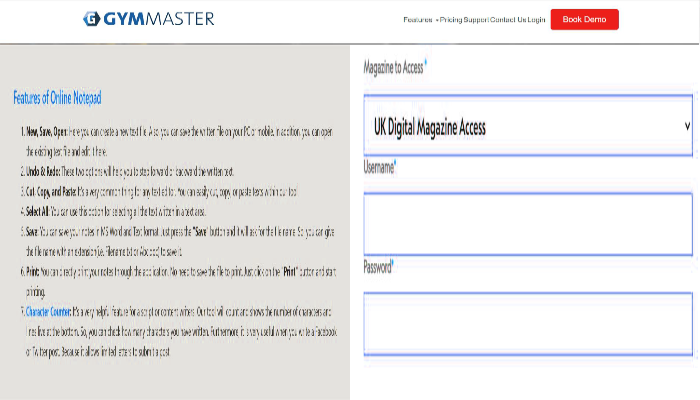 GYMMASTER
Features Pricing Support Contact Us Login Book Demo
Features of Online Notepad
1. New, Save, Open: Here you can create a new text file. Also, you can save the written file on your PC or mobile. In addition, you can open
the existing text file and edit it here.
2. Undo & Redo: These two options will help you to step forward or backward the written text.
3. Cut, Copy, and Paste: It's a very common thing for any text editor. You can easily cut, copy, or paste texts within our tool
4. Select All: You can use this option for selecting all the text written in a text area.
5. Save: You can save your notes in MS Word and Text format. Just press the "Save" button and it will ask for the file name. So, you can give
the file name with an extension(i.e. Filename.txt or Abc.doc) to save it.
6. Print: You can directly print your notes through the application. No need to save the file to print. Just click on the "Print" button and start
printing.
7. Character Counter: It's a very helpful feature for a script or content writers. Our tool will count and shows the number of characters and
lines live at the bottom. So, you can check how many characters you have written. Furthermore, it is very useful when you write a Facebook
or Twitter post. Because it allows limited letters to submit a post
Magazine to Access*
UK Digital Magazine Access
Username*
Password*